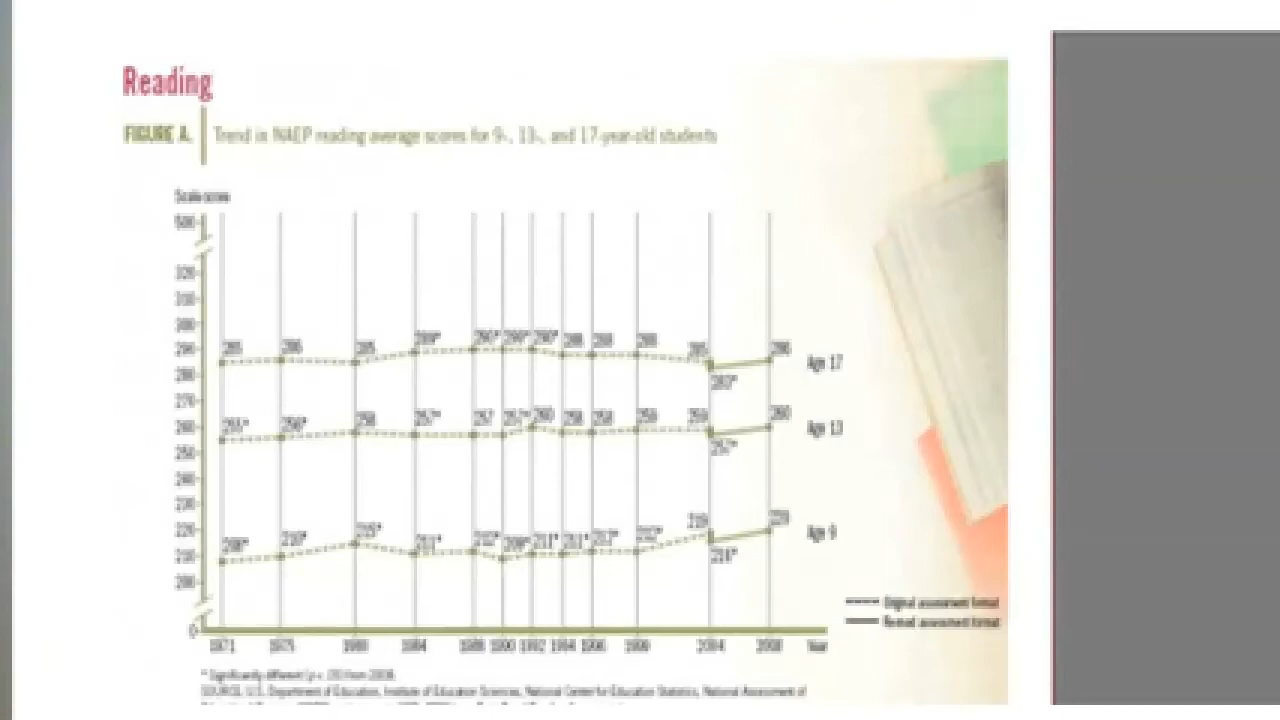 Reading
FIGURE A. Trend in NAEP reading average scores for 9-, 13-, and 17-year-old students
Scale score
500
320
310
300
290
280
270
260
250
240
230
220
210
200
0
285 286 285 289* 290* 290* 290* 288 288 288 285 286
283*
Age 17
255* 256* 258 257* 257 257* 260 258 258 259 259 260
257*
Age 13
208* 210* 215* 211* 212* 209* 211* 211* 212* 212* 219 220
216*
Age 9
Original assessment format
Revised assessment format
1971 1975 1980 1984 1988 1990 1992 1994 1996 1999 2004 2008 Year
* Significantly different (p < .05) from 2008.
SOURCE: U.S. Department of Education, Institute of Education Sciences, National Center for Education Statistics, National Assessment of